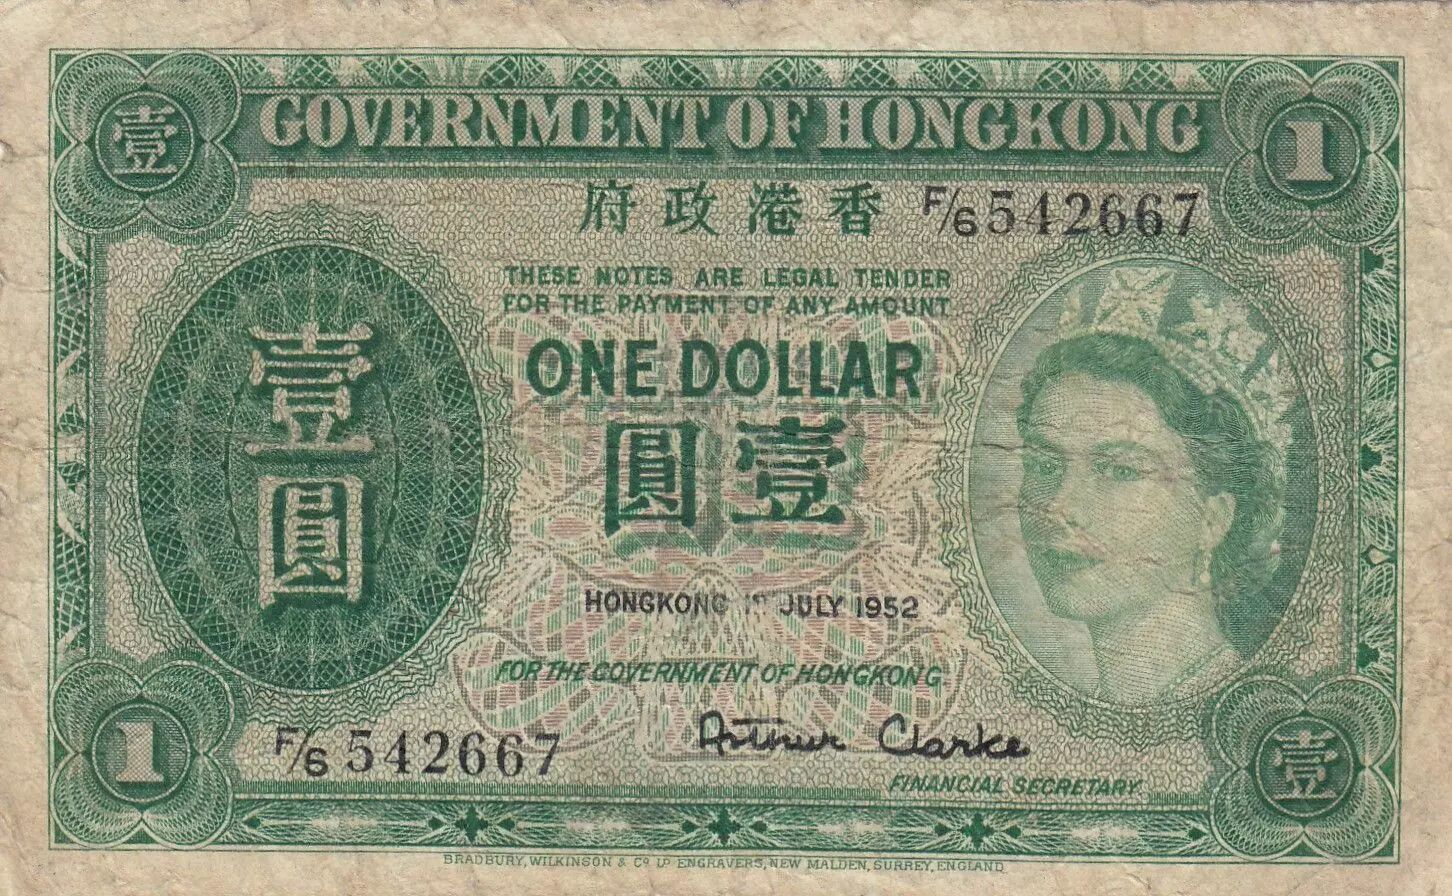 壹
GOVERNMENT OF HONGKONG
1
香港政府
F/6 542667
THESE NOTES ARE LEGAL TENDER
FOR THE PAYMENT OF ANY AMOUNT
ONE DOLLAR
壹圓
壹圓
HONGKONG 1ST JULY 1952
FOR THE GOVERNMENT OF HONGKONG
Arthur Clarke
FINANCIAL SECRETARY
F/6 542667
1
壹
BRADBURY, WILKINSON & Co. LD ENGRAVERS, NEW MALDEN, SURREY, ENGLAND